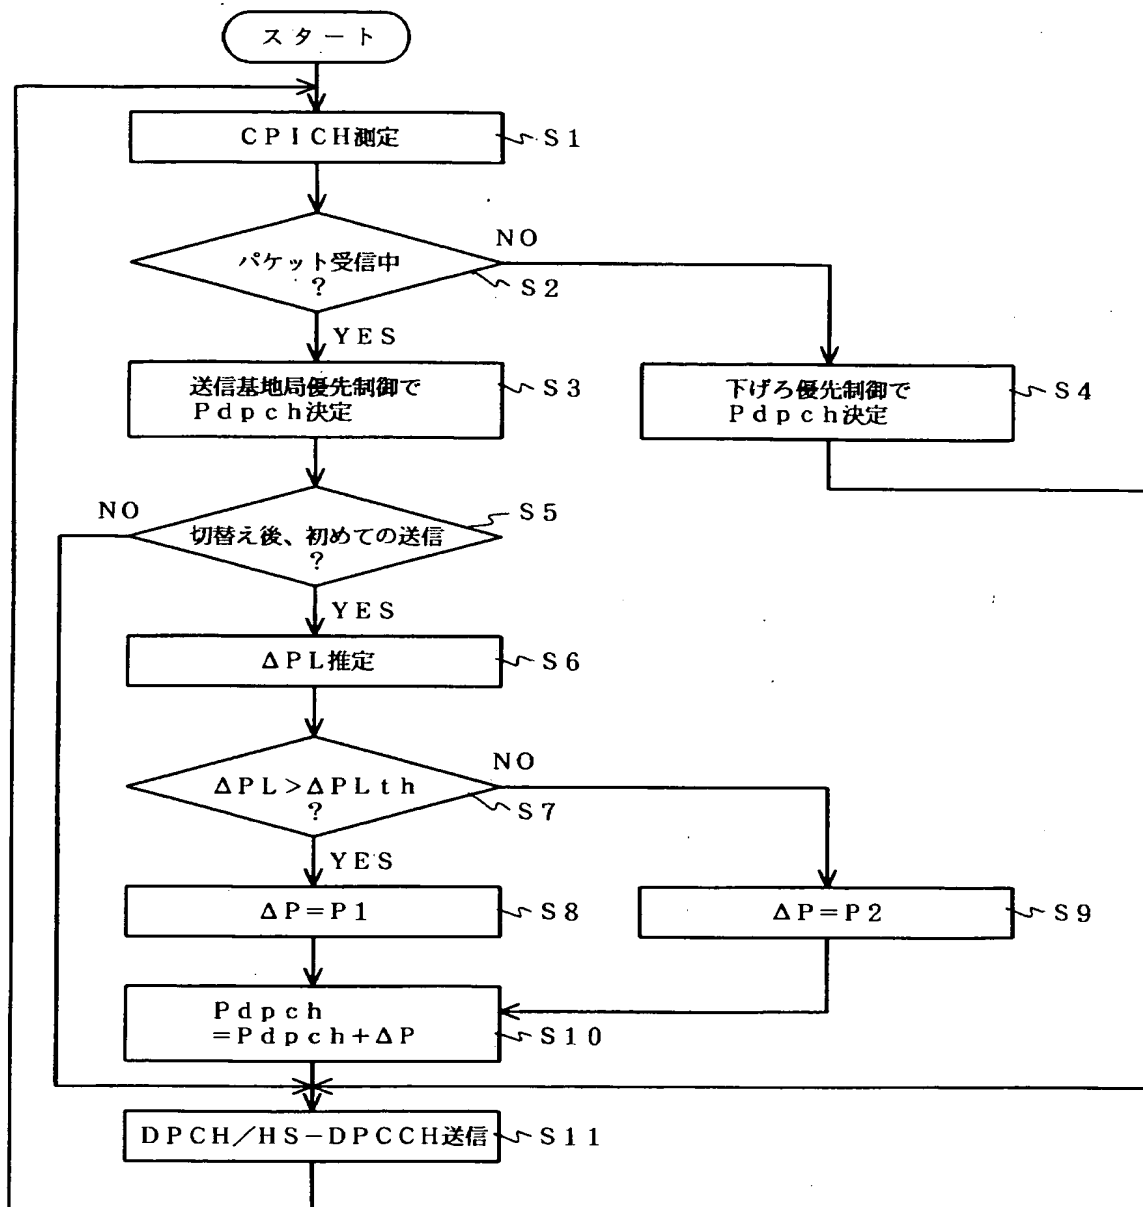 スタート
CPICH測定
S1
パケット受信中
?
NO
S2
YES
送信基地局優先制御で
Pdpch決定
S3
下げろ優先制御で
Pdpch決定
S4
NO
切替え後、初めての送信
?
S5
YES
ΔPL推定
S6
ΔPL>ΔPLth
?
NO
S7
YES
ΔP=P1
S8
ΔP=P2
S9
Pdpch
=Pdpch+ΔP
S10
DPCH/HS-DPCCH送信
S11